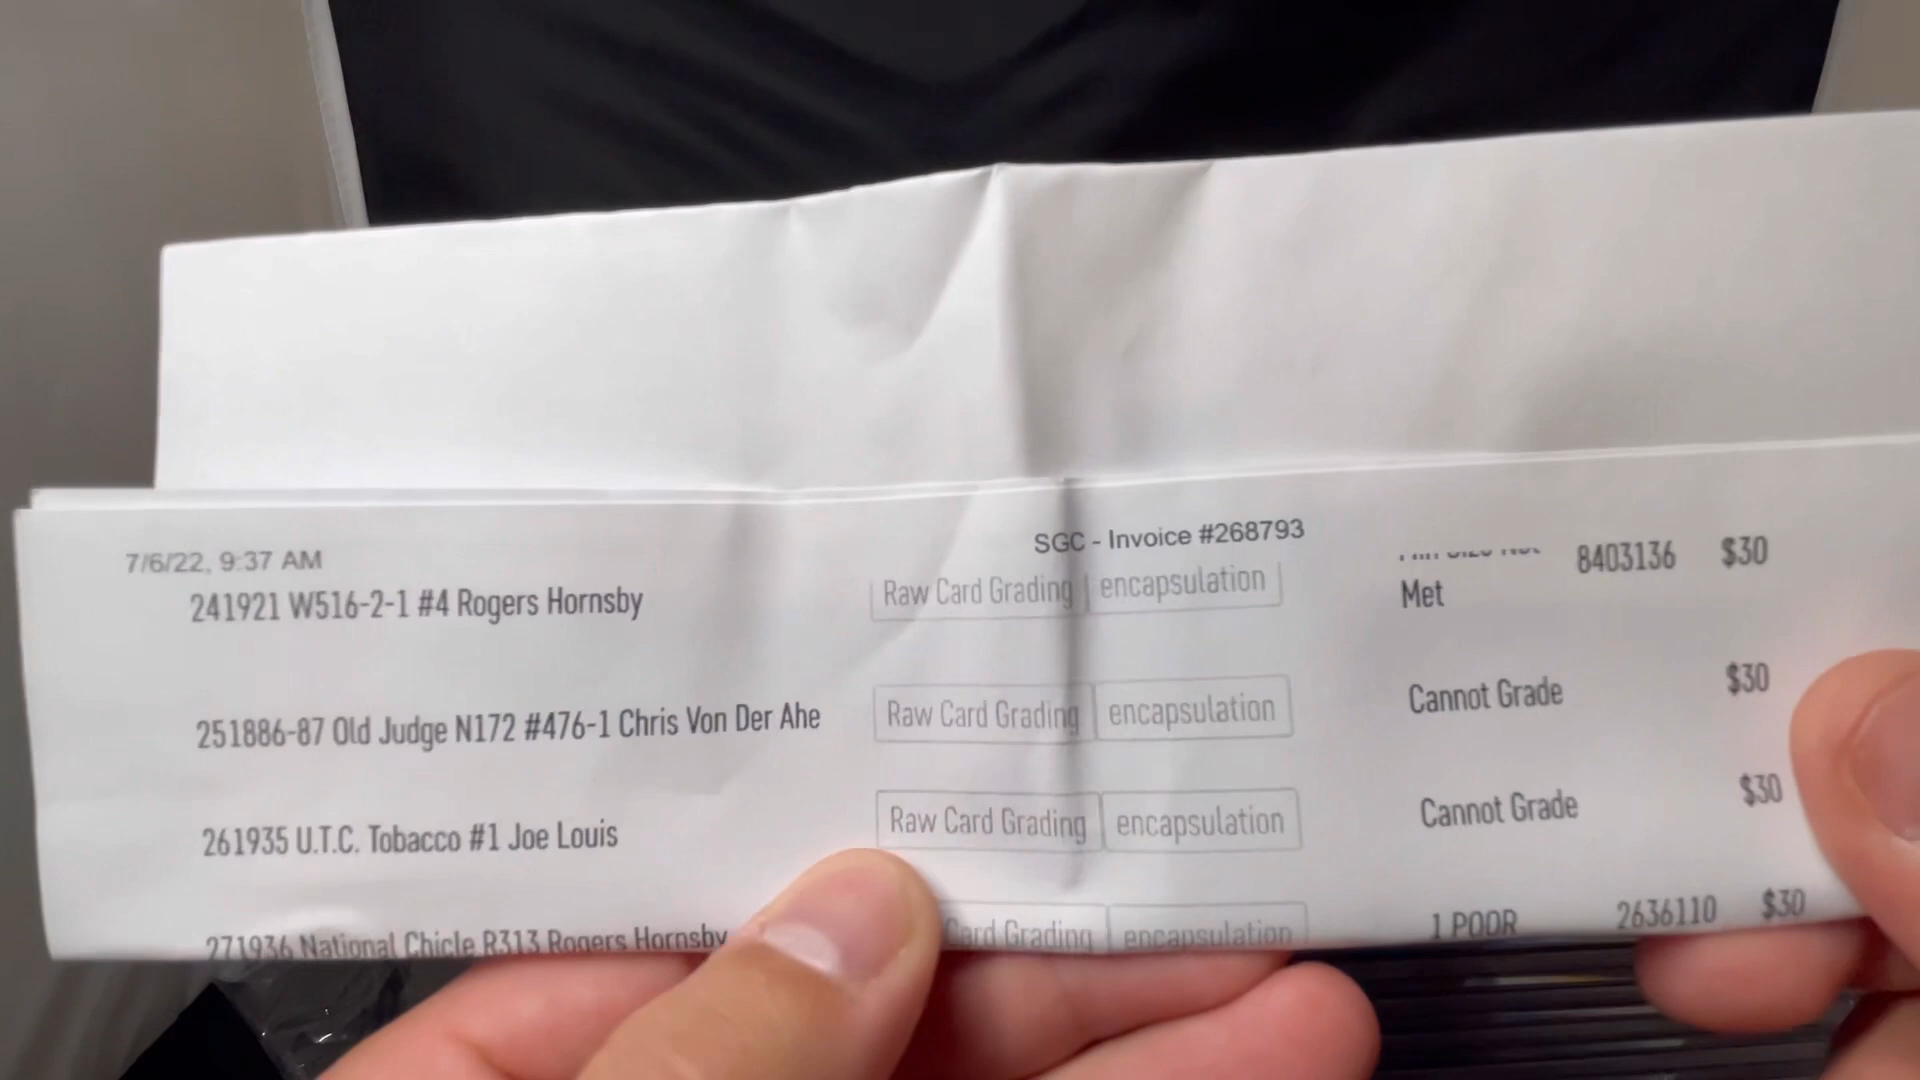 7/6/22, 9:37 AM SGC - Invoice #268793
241921 W516-2-1 #4 Rogers Hornsby Raw Card Grading encapsulation Met 8403136 $30
251886-87 Old Judge N172 #476-1 Chris Von Der Ahe Raw Card Grading encapsulation Cannot Grade $30
261935 U.T.C. Tobacco #1 Joe Louis Raw Card Grading encapsulation Cannot Grade $30
271936 National Chicle R313 Rogers Hornsby Card Grading encapsulation 1 POOR 2636110 $30